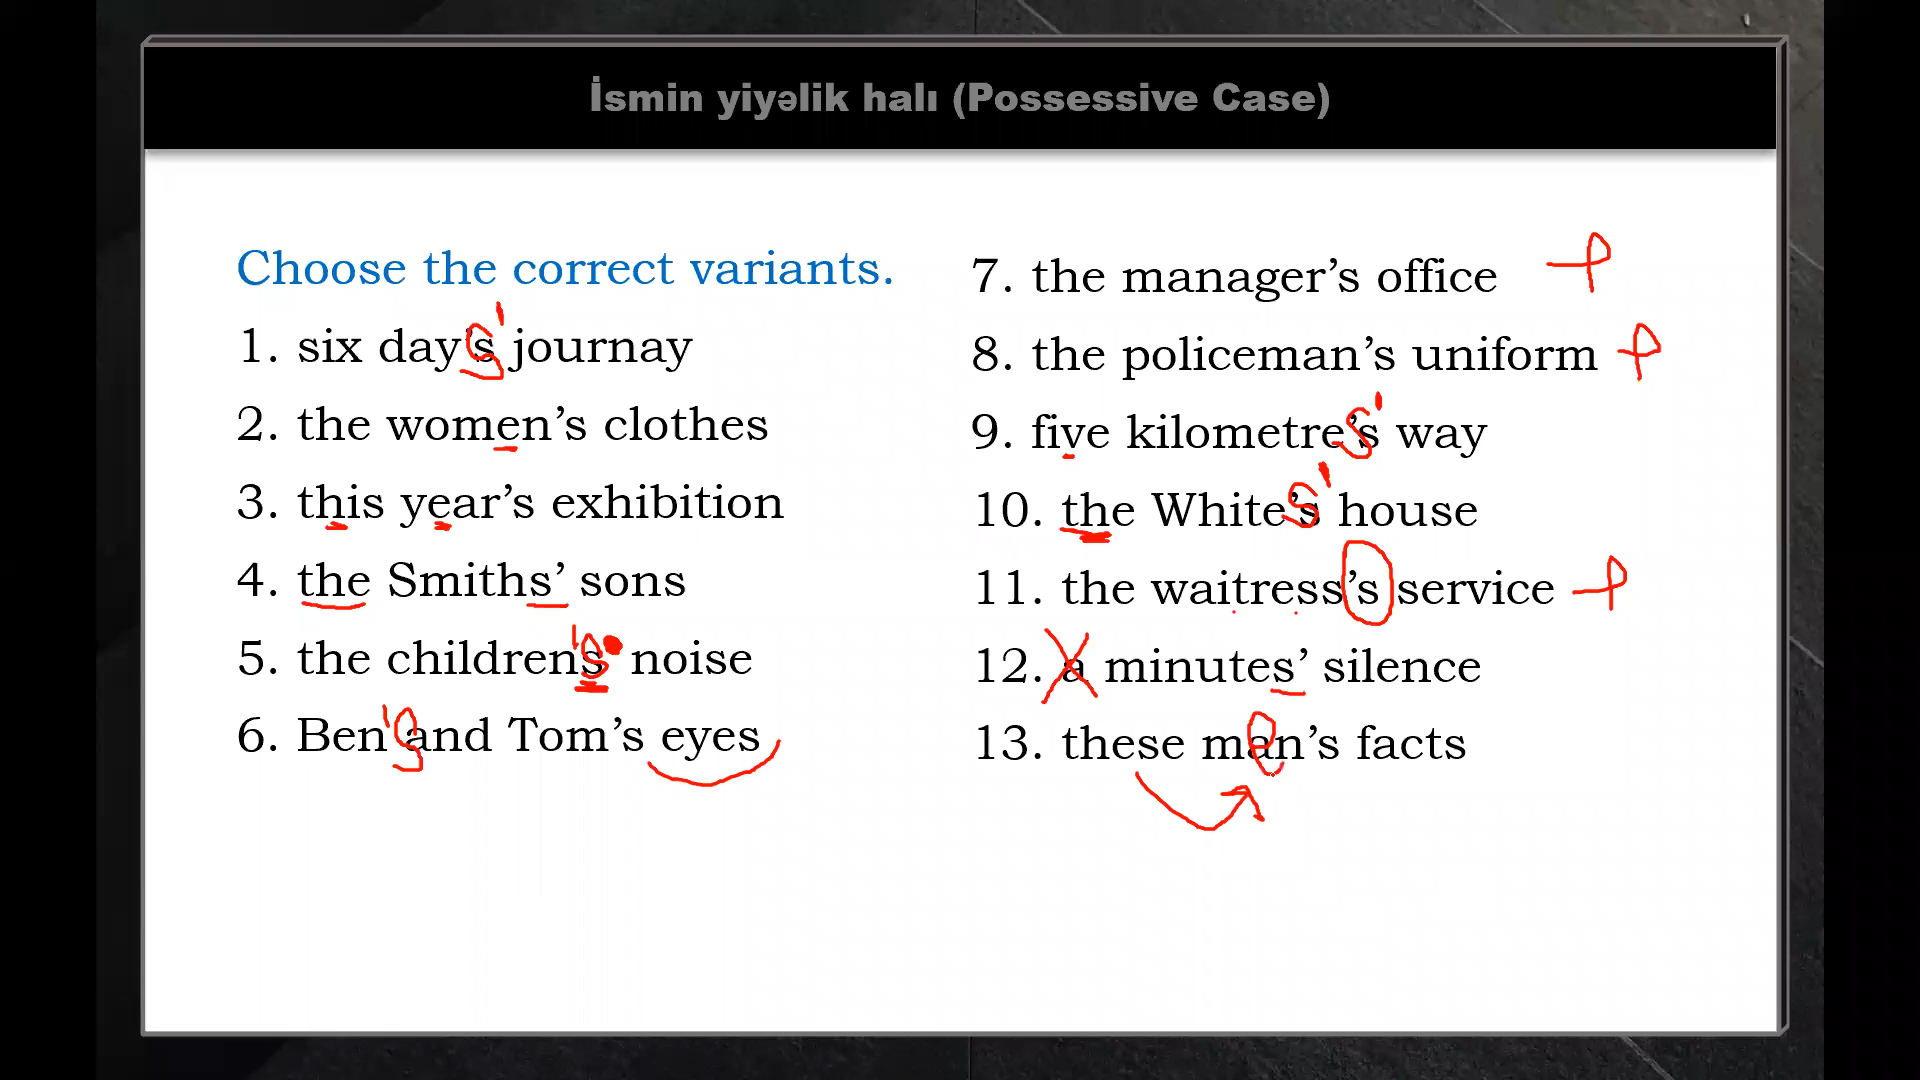 İsmin yiyəlik halı (Possessive Case)
Choose the correct variants.
1. six day's journay
2. the women's clothes
3. this year's exhibition
4. the Smiths' sons
5. the childrens' noise
6. Ben and Tom's eyes
7. the manager's office
8. the policeman's uniform
9. five kilometre's way
10. the White's house
11. the waitress's service
12. a minutes' silence
13. these man's facts